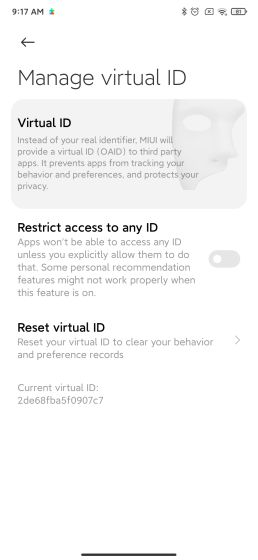 9:17 AM
81
Manage virtual ID
Virtual ID
Instead of your real identifier, MIUI will
provide a virtual ID (OAID) to third party
apps. It prevents apps from tracking your
behavior and preferences, and protects your
privacy.
Restrict access to any ID
Apps won't be able to access any ID
unless you explicitly allow them to do
that. Some personal recommendation
features might not work properly when
this feature is on.
Reset virtual ID
Reset your virtual ID to clear your behavior
and preference records
Current virtual ID:
2de68fba5f0907c7